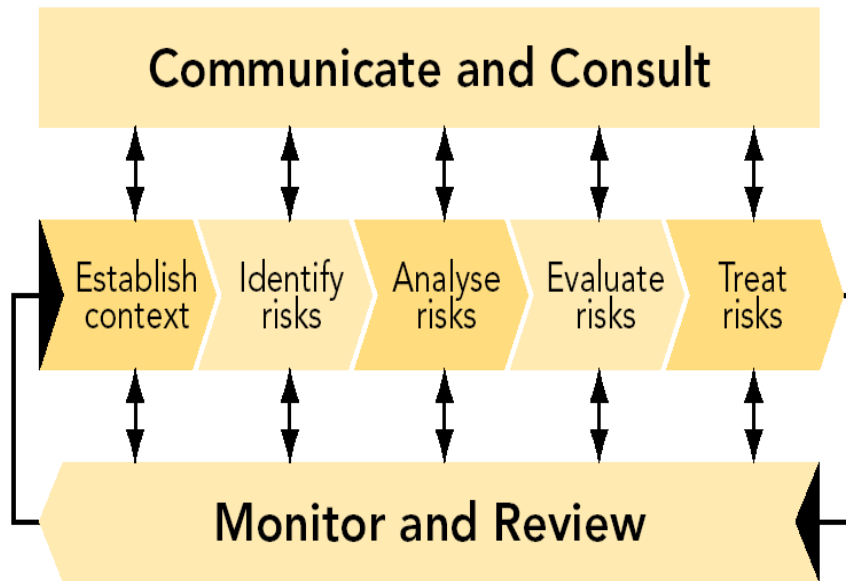 Communicate and Consult
Establish
context
Identify
risks
Analyse
risks
Evaluate
risks
Treat
risks
Monitor and Review